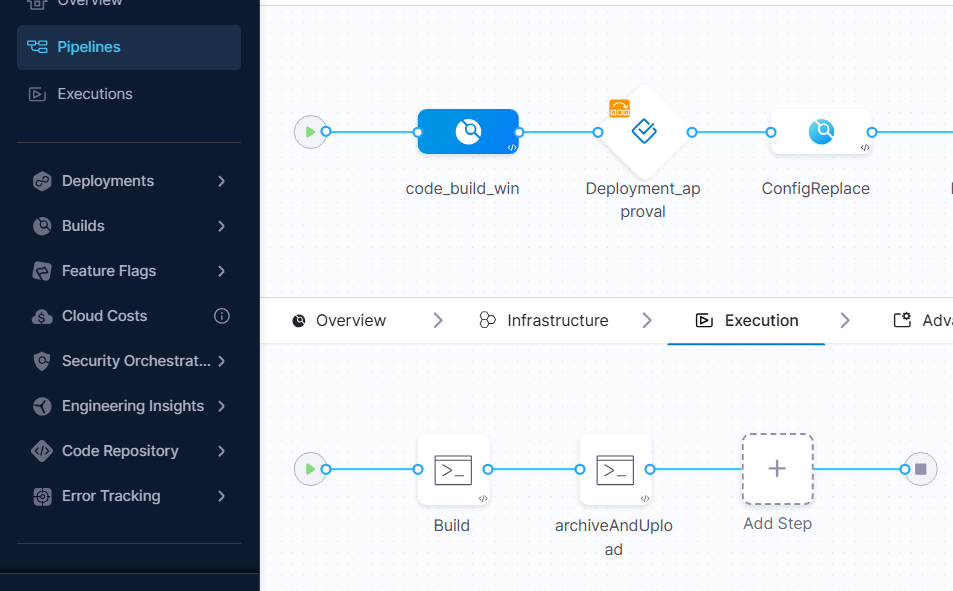 Overview
Pipelines
Executions
Deployments
Builds
Feature Flags
Cloud Costs
Security Orchestrat...
Engineering Insights
Code Repository
Error Tracking
code_build_win
Deployment_ap
proval
ConfigReplace
Overview
Infrastructure
Execution
Adva
Build
archiveAndUplo
ad
Add Step